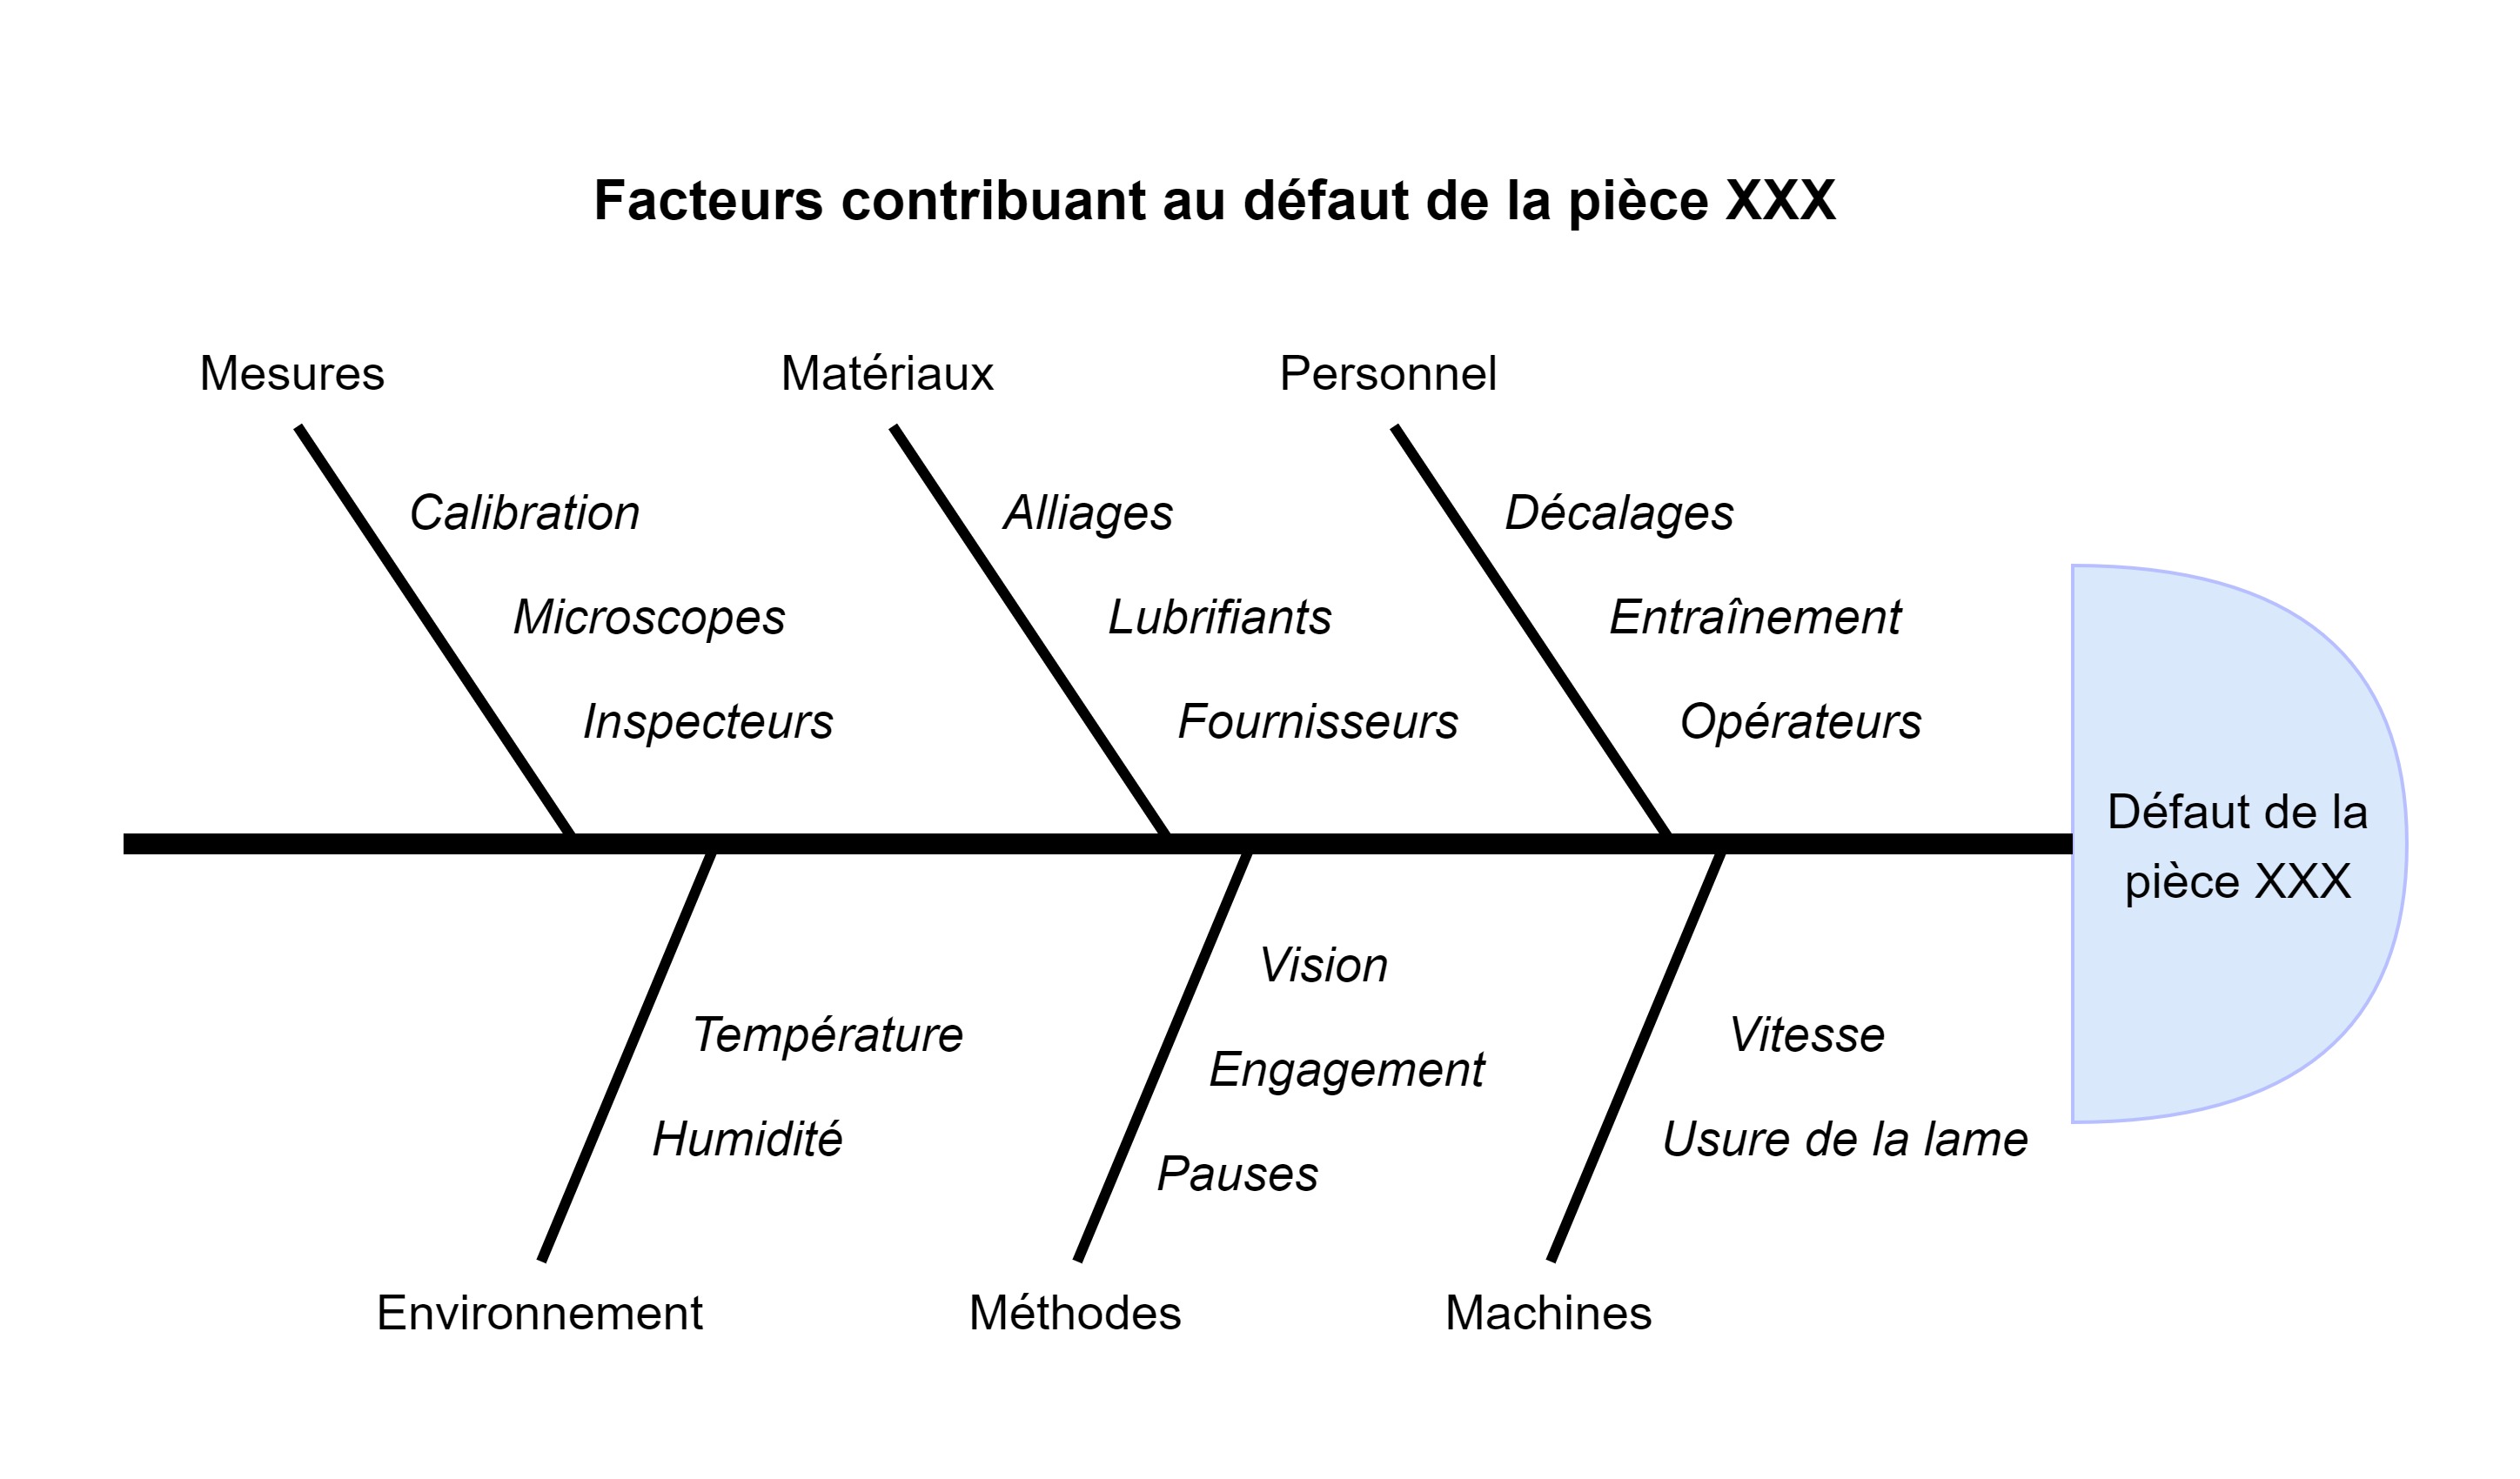 Facteurs contribuant au défaut de la pièce XXX
Mesures
Matériaux
Personnel
Calibration
Alliages
Décalages
Microscopes
Lubrifiants
Entraînement
Inspecteurs
Fournisseurs
Opérateurs
Défaut de la
pièce XXX
Vision
Température
Vitesse
Engagement
Humidité
Usure de la lame
Pauses
Environnement
Méthodes
Machines